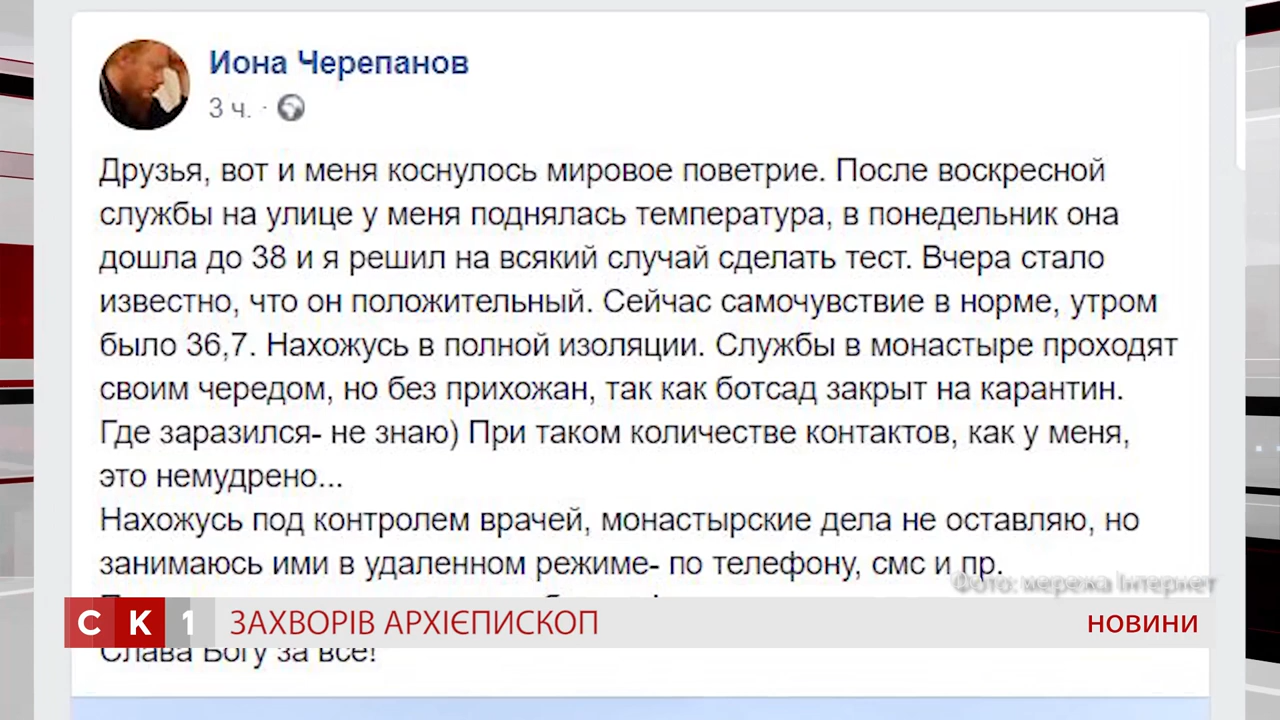 Иона Черепанов
3 ч. ·
Друзья, вот и меня коснулось мировое поветрие. После воскресной
службы на улице у меня поднялась температура, в понедельник она
дошла до 38 и я решил на всякий случай сделать тест. Вчера стало
известно, что он положительный. Сейчас самочувствие в норме, утром
было 36,7. Нахожусь в полной изоляции. Службы в монастыре проходят
своим чередом, но без прихожан, так как ботсад закрыт на карантин.
Где заразился- не знаю) При таком количестве контактов, как у меня,
это немудрено...
Нахожусь под контролем врачей, монастырские дела не оставляю, но
занимаюсь ими в удаленном режиме- по телефону, смс и пр.
Фото: мережа Інтернет
СК1 ЗАХВОРІВ АРХІЄПИСКОП НОВИНИ
Слава Богу за все!